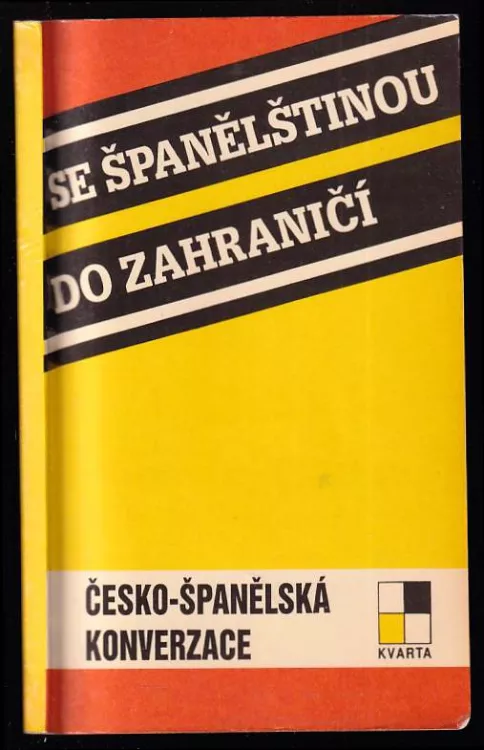 SE ŠPANĚLŠTINOU
DO ZAHRANIČÍ
ČESKO-ŠPANĚLSKÁ
KONVERZACE
KVARTA